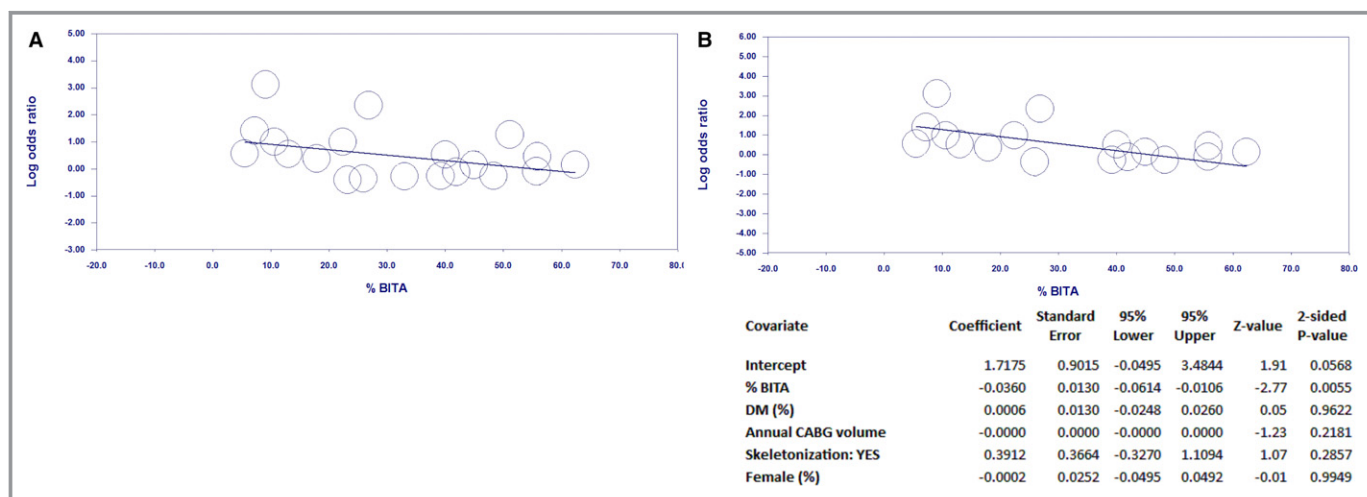 A
5.00
4.00
3.00
2.00
1.00
0.00
-1.00
-2.00
-3.00
Log odds ratio
-20.0 -10.0 0.0 10.0 20.0 30.0 40.0 50.0 60.0 70.0 80.0
% BITA
B
6.00
5.00
4.00
3.00
2.00
1.00
0.00
-1.00
-2.00
-3.00
-4.00
-5.00
Log odds ratio
-20.0 -10.0 0.0 10.0 20.0 30.0 40.0 50.0 60.0 70.0 80.0
% BITA
Covariate Coefficient Standard Error 95% Lower 95% Upper Z-value 2-sided P-value
Intercept 1.7175 0.9015 -0.0495 3.4844 1.91 0.0568
% BITA -0.0360 0.0130 -0.0614 -0.0106 -2.77 0.0055
DM (%) 0.0006 0.0130 -0.0248 0.0260 0.05 0.9622
Annual CABG volume -0.0000 0.0000 -0.0000 0.0000 -1.23 0.2181
Skeletonization: YES 0.3912 0.3664 -0.3270 1.1094 1.07 0.2857
Female (%) -0.0002 0.0252 -0.0495 0.0492 -0.01 0.9949